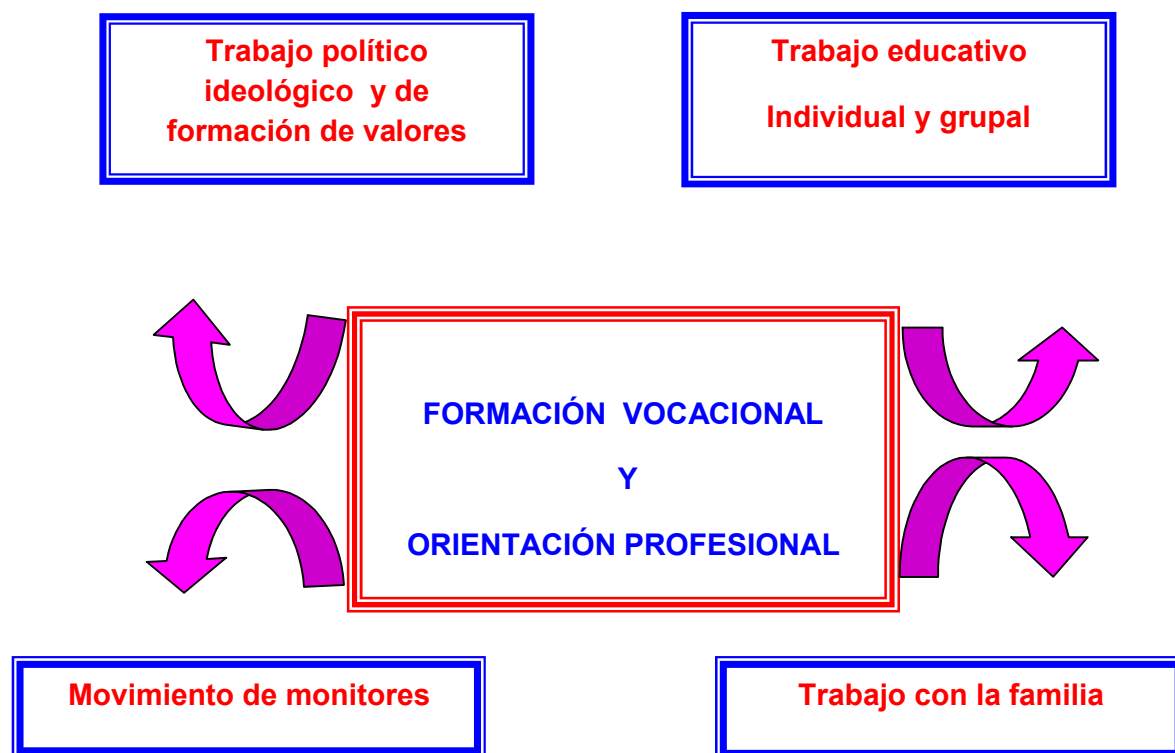 Trabajo político
ideológico  y de
formación de valores
Trabajo educativo
Individual y grupal
FORMACIÓN  VOCACIONAL
Y
ORIENTACIÓN PROFESIONAL
Movimiento de monitores
Trabajo con la familia